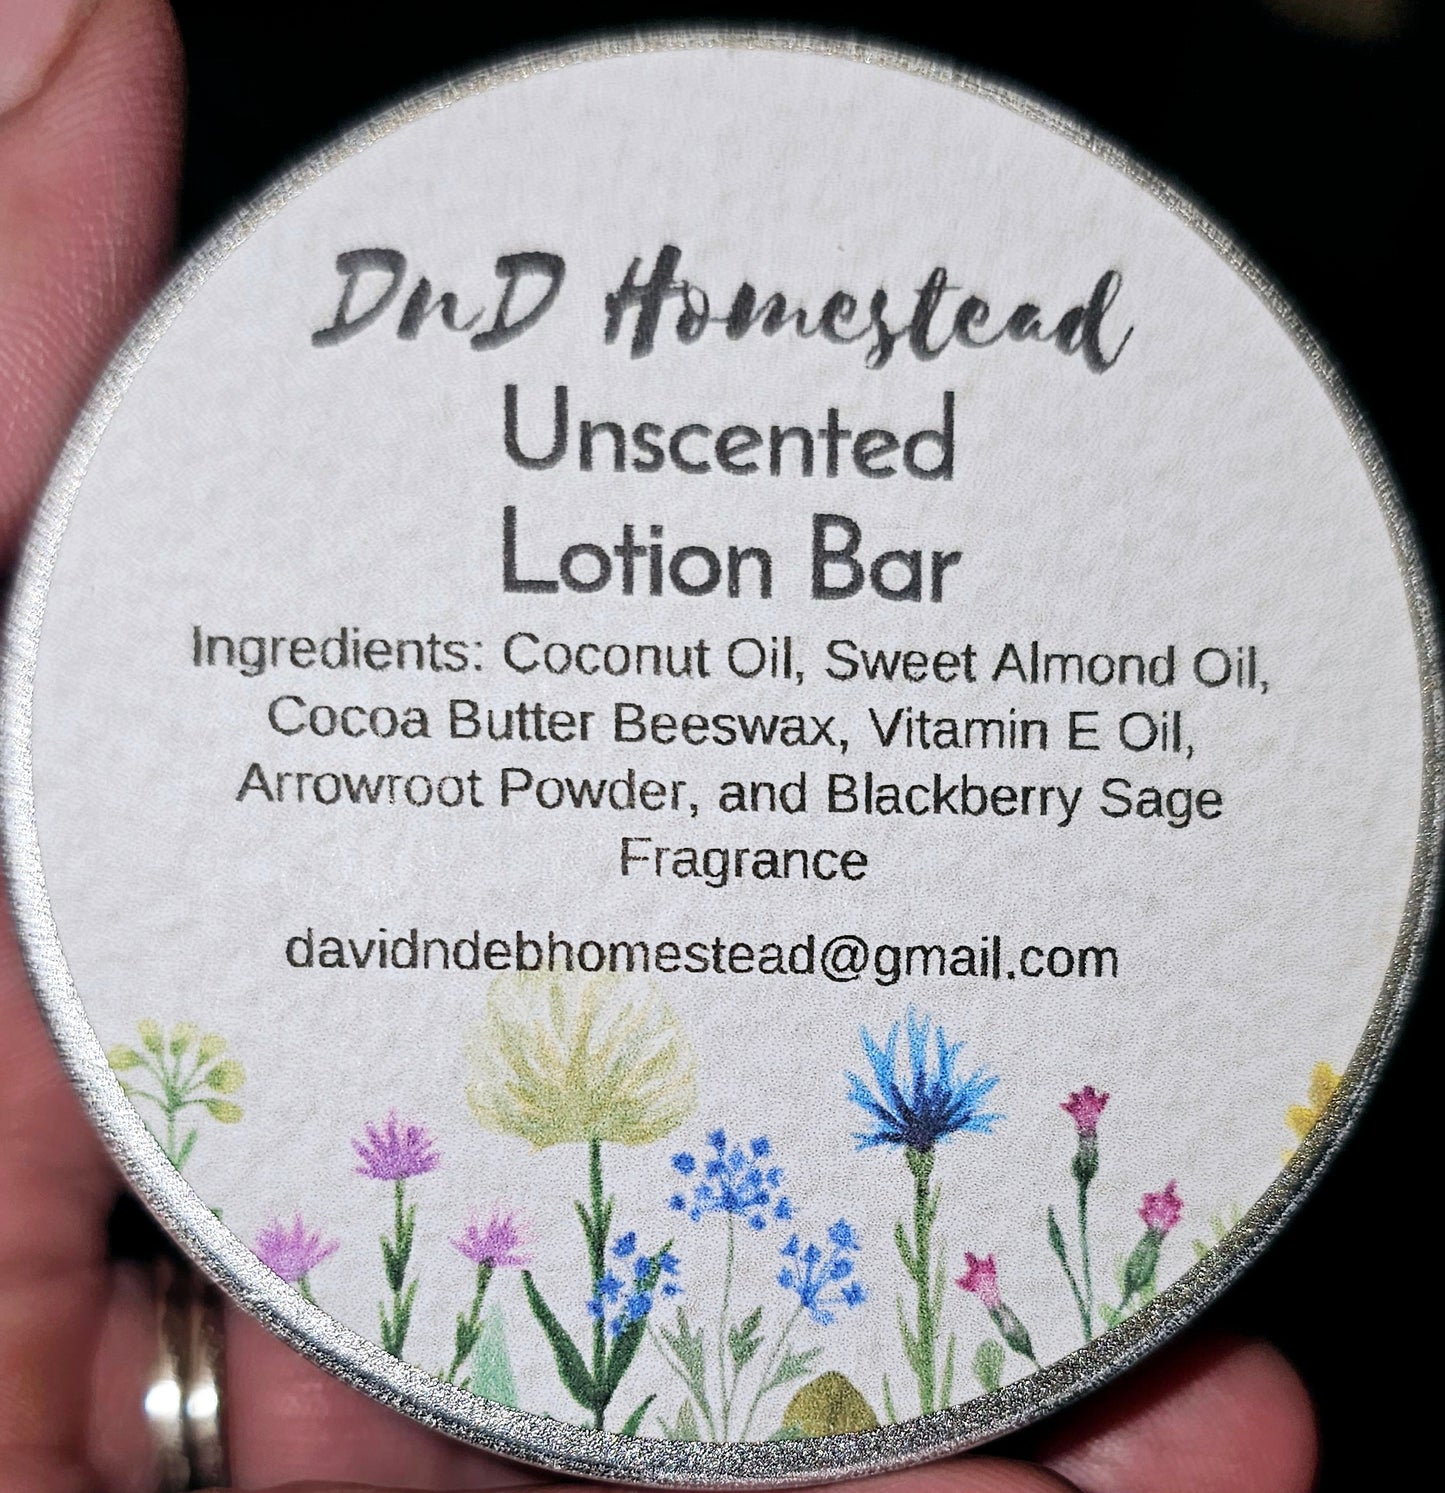 DnD Homestead
Unscented
Lotion Bar
Ingredients: Coconut Oil, Sweet Almond Oil,
Cocoa Butter Beeswax, Vitamin E Oil,
Arrowroot Powder, and Blackberry Sage
Fragrance
davidndebhomestead@gmail.com